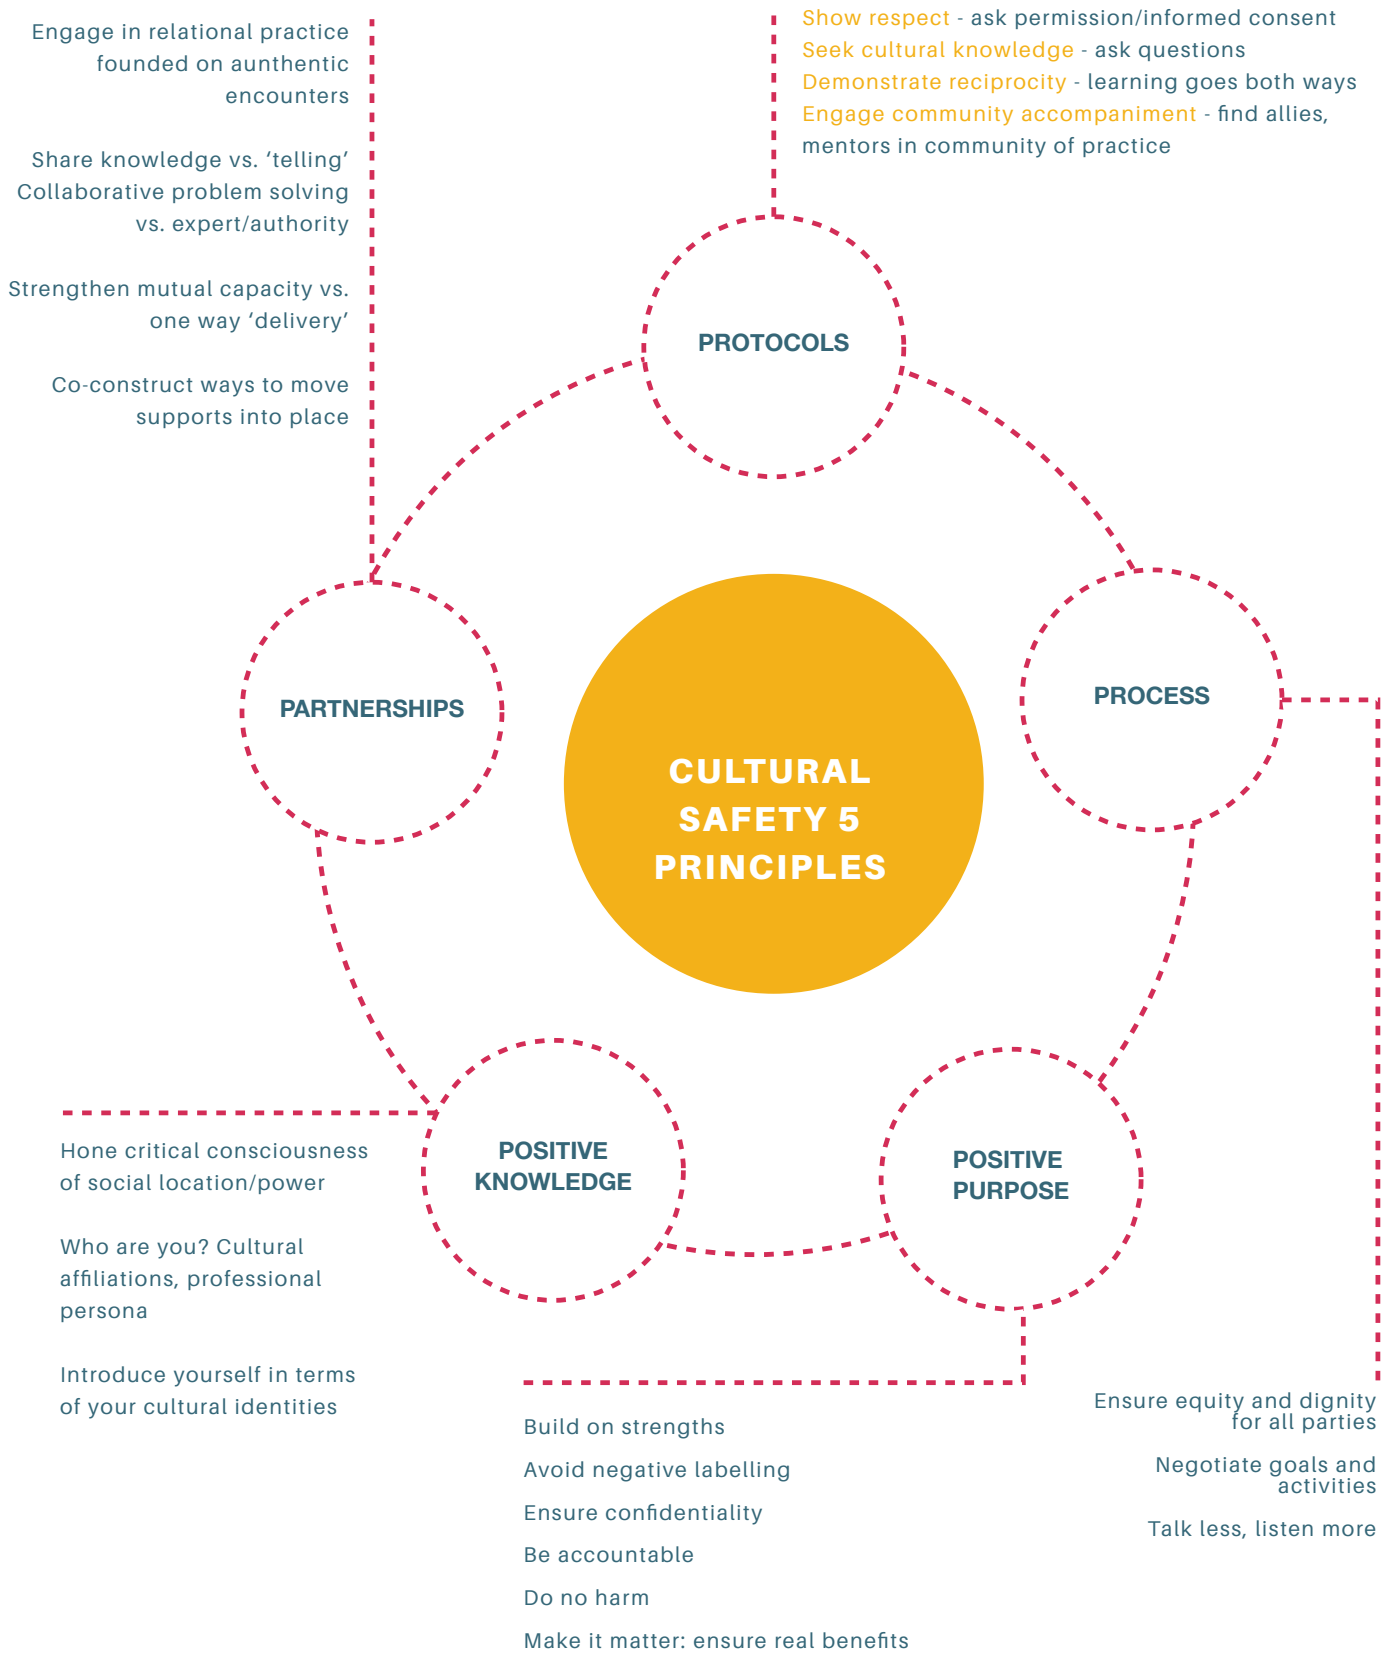 Engage in relational practice
founded on aunthentic
encounters
Share knowledge vs. ‘telling’
Collaborative problem solving
vs. expert/authority
Strengthen mutual capacity vs.
one way ‘delivery’
Co-construct ways to move
supports into place
Show respect - ask permission/informed consent
Seek cultural knowledge - ask questions
Demonstrate reciprocity - learning goes both ways
Engage community accompaniment - find allies,
mentors in community of practice
PROTOCOLS
PARTNERSHIPS
PROCESS
CULTURAL
SAFETY 5
PRINCIPLES
POSITIVE
KNOWLEDGE
POSITIVE
PURPOSE
Hone critical consciousness
of social location/power
Who are you? Cultural
affiliations, professional
persona
Introduce yourself in terms
of your cultural identities
Build on strengths
Avoid negative labelling
Ensure confidentiality
Be accountable
Do no harm
Make it matter: ensure real benefits
Ensure equity and dignity
for all parties
Negotiate goals and
activities
Talk less, listen more